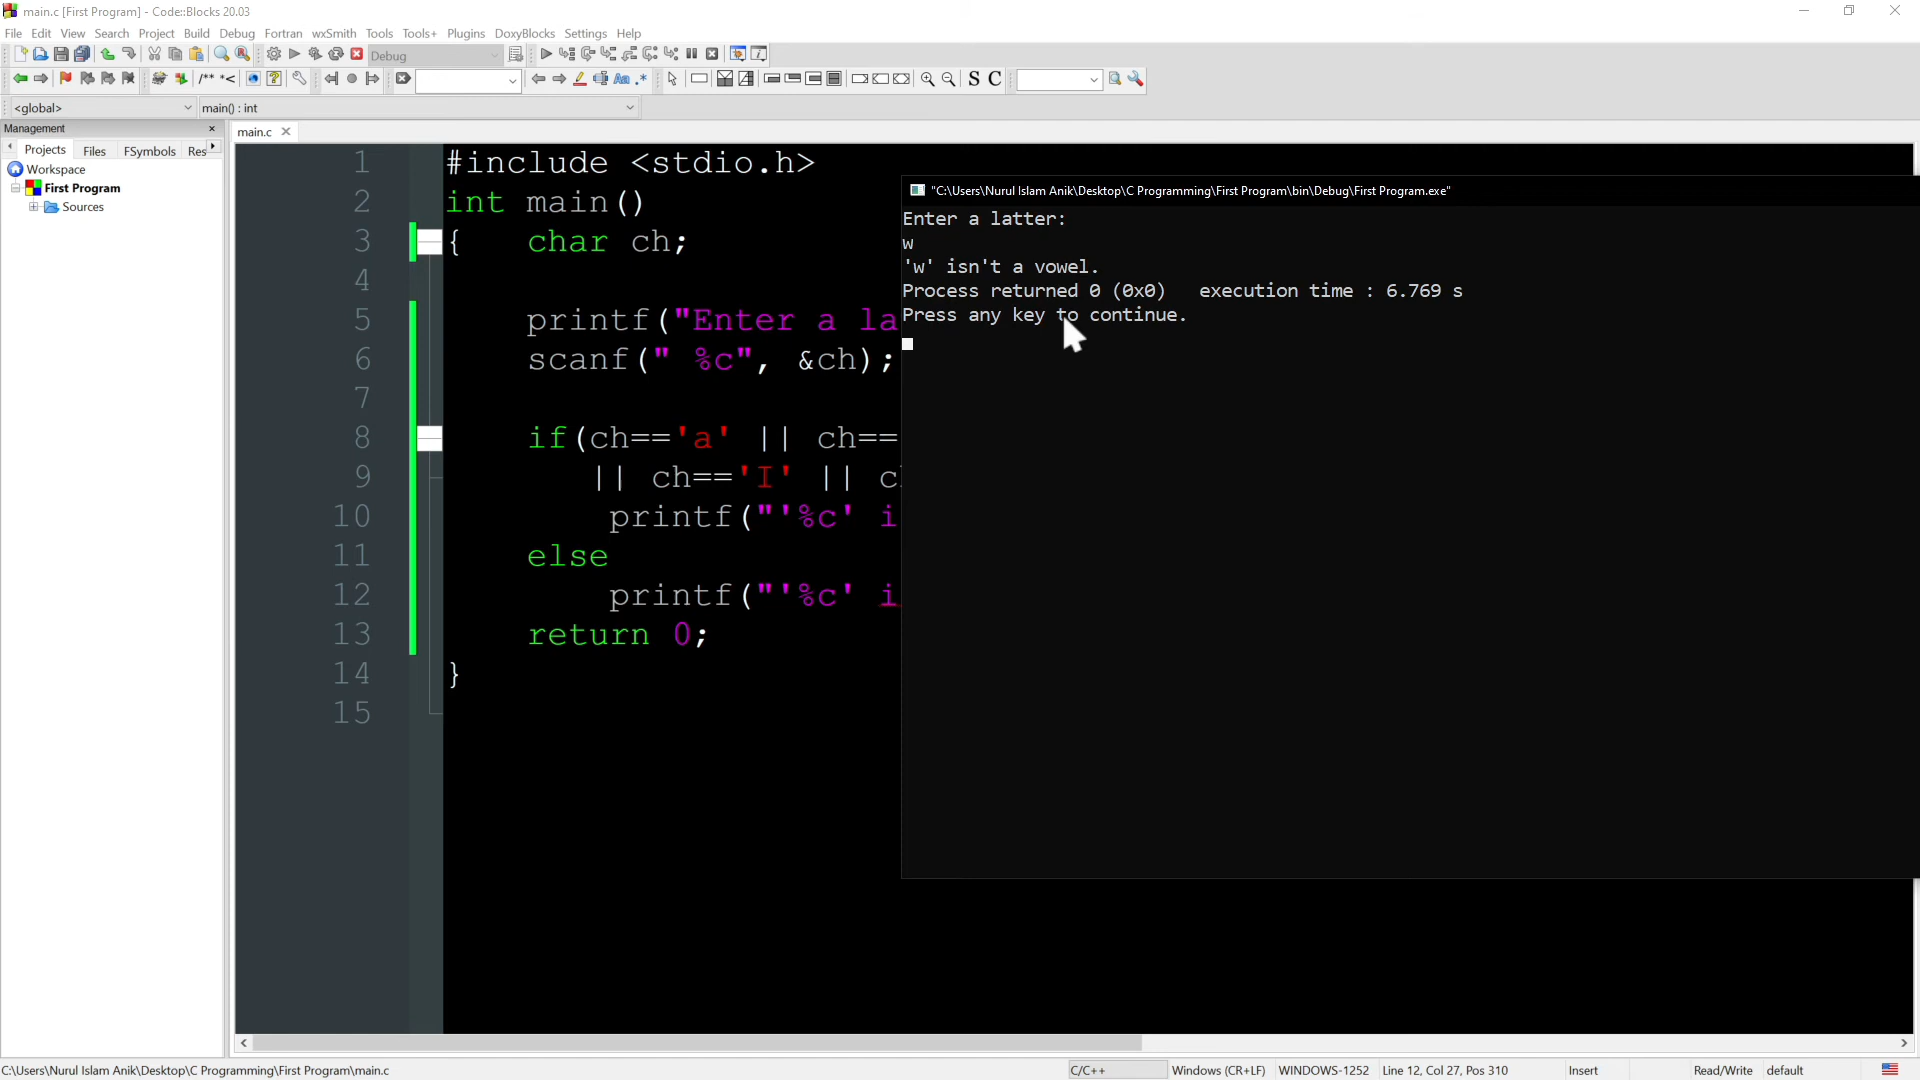 main.c [First Program] - Code::Blocks 20.03
File Edit View Search Project Build Debug Fortran wxSmith Tools Tools+ Plugins DoxyBlocks Settings Help
Debug
/** *< Aa .* S C
<global> main() : int
Management
Projects Files FSymbols Res
Workspace
First Program
Sources
main.c
1 #include <stdio.h>
2 int main()
3 { char ch;
4
5 printf("Enter a la
6 scanf(" %c", &ch);
7
8 if(ch=='a' || ch==
9 || ch=='I' || c
10 printf("'%c' i
11 else
12 printf("'%c' i
13 return 0;
14 }
15
"C:\Users\Nurul Islam Anik\Desktop\C Programming\First Program\bin\Debug\First Program.exe"
Enter a latter:
w
'w' isn't a vowel.
Process returned 0 (0x0) execution time : 6.769 s
Press any key to continue.
C:\Users\Nurul Islam Anik\Desktop\C Programming\First Program\main.c C/C++ Windows (CR+LF) WINDOWS-1252 Line 12, Col 27, Pos 310 Insert Read/Write default